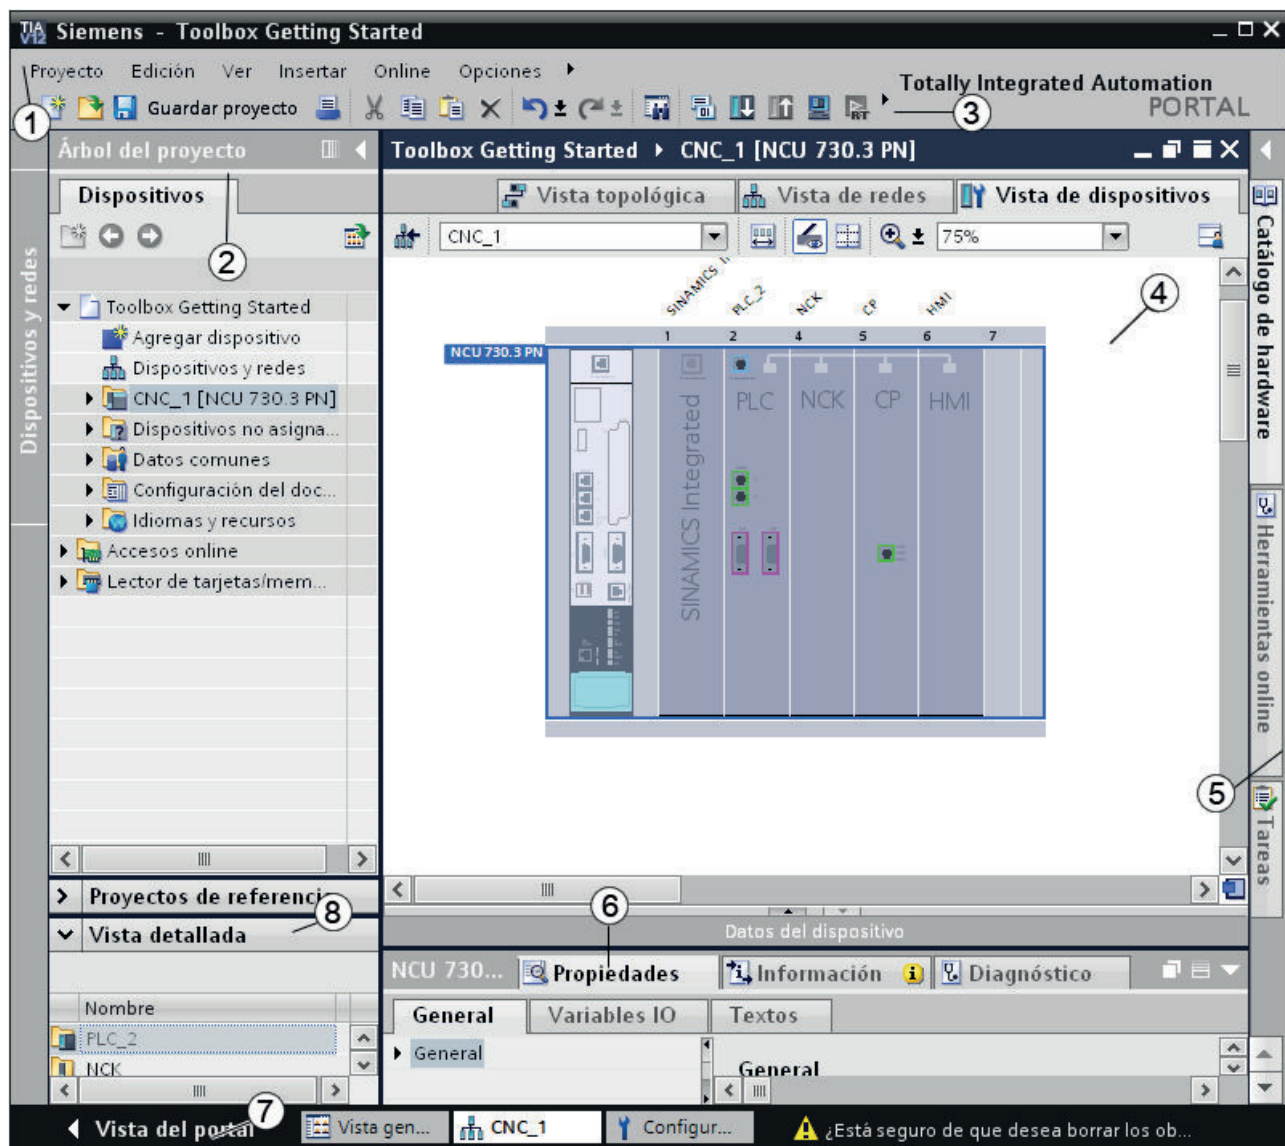 TIA V12 Siemens - Toolbox Getting Started
Proyecto Edición Ver Insertar Online Opciones
Totally Integrated Automation
PORTAL
Guardar proyecto
RT
1
3
Árbol del proyecto
Toolbox Getting Started CNC_1 [NCU 730.3 PN]
Dispositivos
Vista topológica Vista de redes Vista de dispositivos
2
CNC_1
75%
Dispositivos y redes
Toolbox Getting Started
Agregar dispositivo
Dispositivos y redes
CNC_1 [NCU 730.3 PN]
Dispositivos no asigna...
Datos comunes
Configuración del doc...
Idiomas y recursos
Accesos online
Lector de tarjetas/mem...
4
PLC_2
NCK
CP
HMI
1 2 4 5 6 7
NCU 730.3 PN
SINAMICS Integrated
PLC NCK CP HMI
Catálogo de hardware
Herramientas online
Tareas
5
Proyectos de referenci
8
Vista detallada
Nombre
PLC_2
NCK
6
Datos del dispositivo
NCU 730...
Propiedades Información Diagnóstico
General Variables IO Textos
General
General
7
Vista del portal
Vista gen...
CNC_1
Configur...
¿Está seguro de que desea borrar los ob...